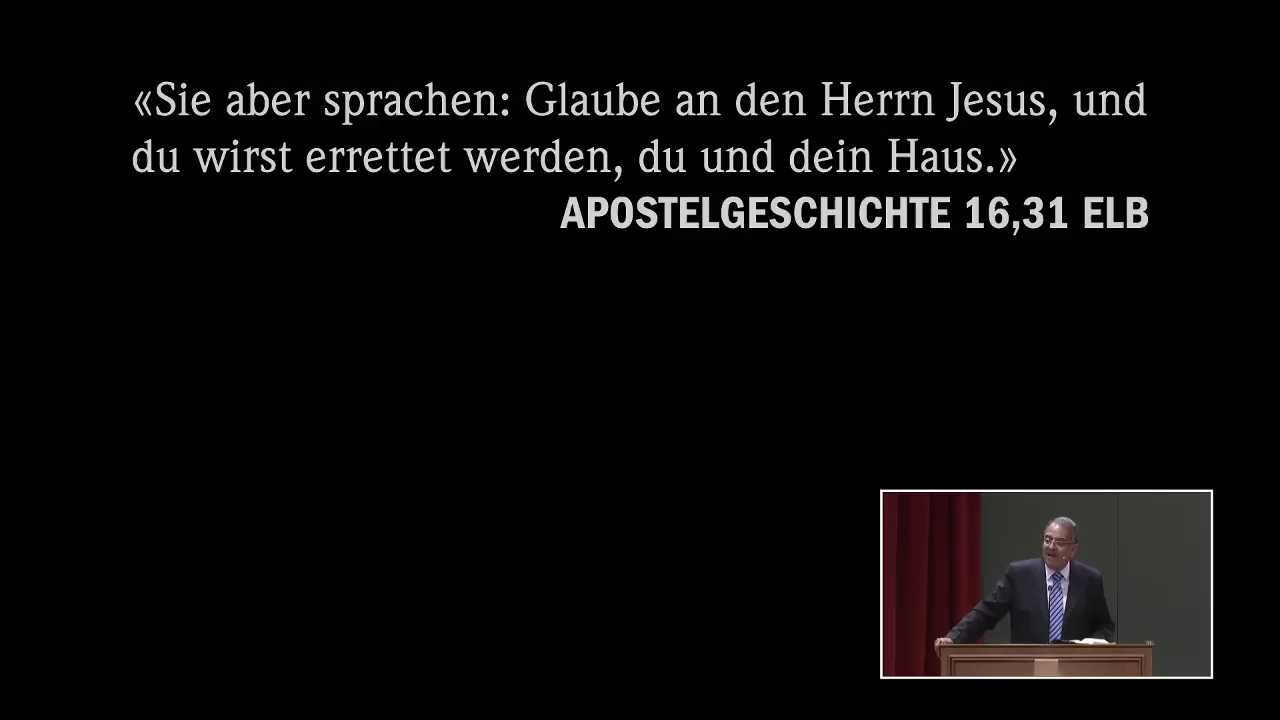 «Sie aber sprachen: Glaube an den Herrn Jesus, und
du wirst errettet werden, du und dein Haus.»
APOSTELGESCHICHTE 16,31 ELB